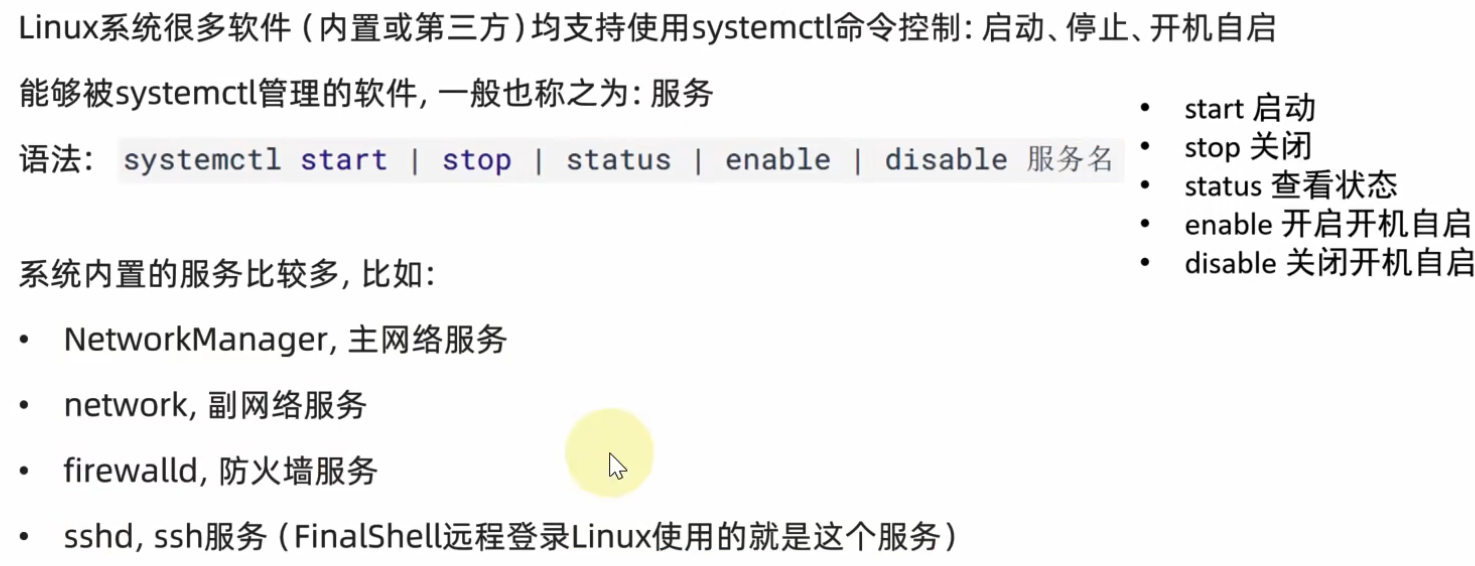 Linux系统很多软件（内置或第三方）均支持使用systemctl命令控制：启动、停止、开机自启
能够被systemctl管理的软件，一般也称之为：服务
语法： systemctl start | stop | status | enable | disable 服务名
• start 启动
• stop 关闭
• status 查看状态
• enable 开启开机自启
• disable 关闭开机自启
系统内置的服务比较多，比如：
• NetworkManager, 主网络服务
• network, 副网络服务
• firewalld, 防火墙服务
• sshd, ssh服务（FinalShell远程登录Linux使用的就是这个服务）